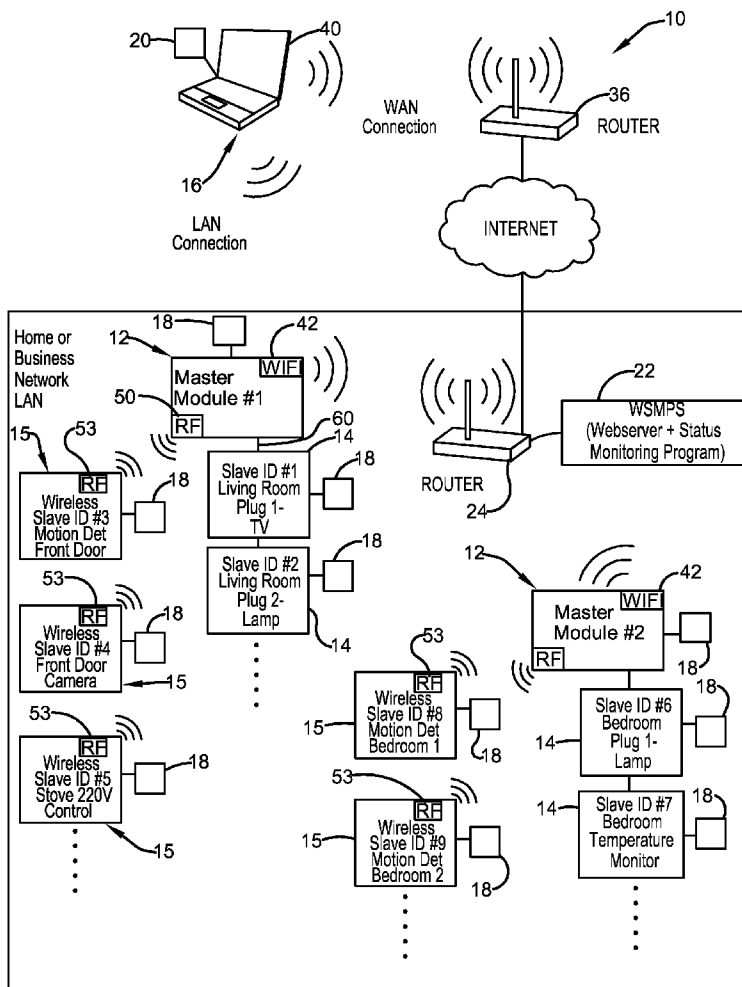 20
40
10
WAN
Connection
36
ROUTER
16
LAN
Connection
INTERNET
Home or
Business
Network
LAN
12
18
42
WIFI
Master
Module #1
50
RF
60
14
15
53
RF
Wireless
Slave ID #3
Motion Det
Front Door
18
Slave ID #1
Living Room
Plug 1-
TV
18
ROUTER
24
22
WSMPS
(Webserver + Status
Monitoring Program)
53
RF
Wireless
Slave ID #4
Front Door
Camera
18
15
Slave ID #2
Living Room
Plug 2-
Lamp
18
14
12
42
WIFI
Master
Module #2
RF
18
53
RF
Wireless
Slave ID #5
Stove 220V
Control
18
15
53
RF
15
Wireless
Slave ID #8
Motion Det
Bedroom 1
18
14
Slave ID #6
Bedroom
Plug 1-
Lamp
18
53
RF
15
Wireless
Slave ID #9
Motion Det
Bedroom 2
18
14
Slave ID #7
Bedroom
Temperature
Monitor
18